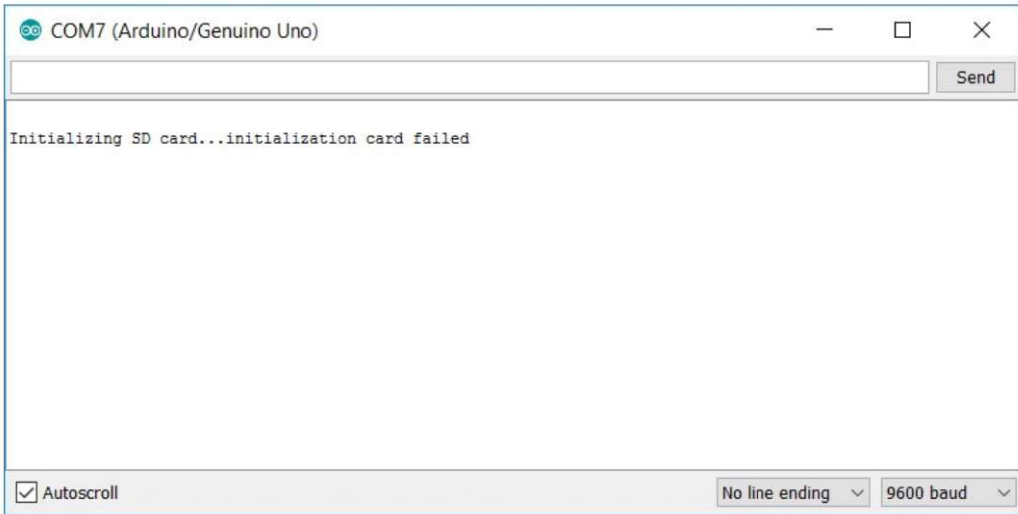 COM7 (Arduino/Genuino Uno)
Send
Initializing SD card...initialization card failed
Autoscroll
No line ending
9600 baud